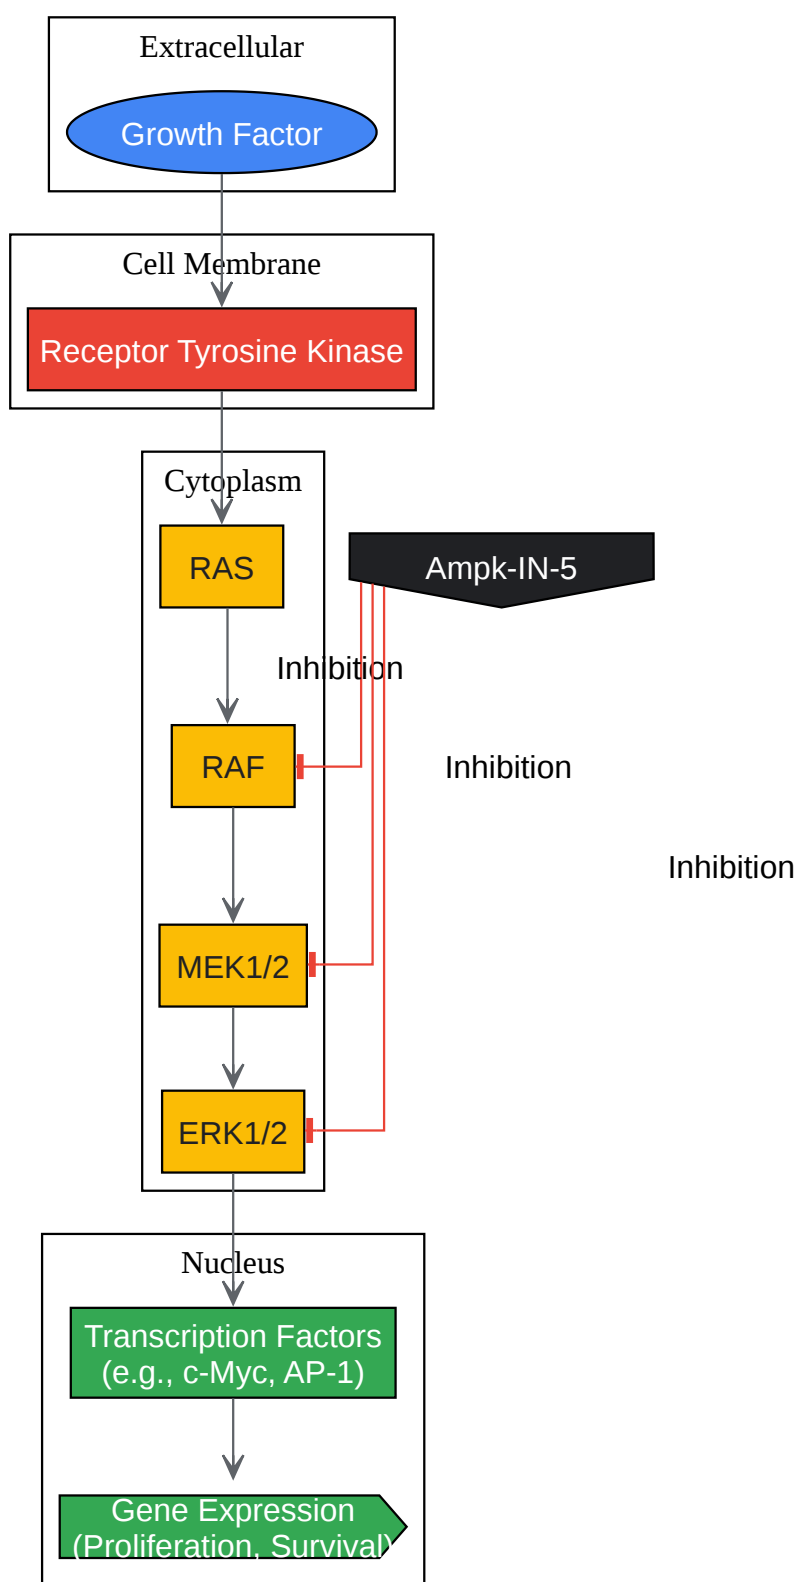 Extracellular
Growth Factor
Cell Membrane
Receptor Tyrosine Kinase
Cytoplasm
RAS
Ampk-IN-5
Inhibition
RAF
Inhibition
Inhibition
MEK1/2
ERK1/2
Nucleus
Transcription Factors
(e.g., c-Myc, AP-1)
Gene Expression
(Proliferation, Survival)